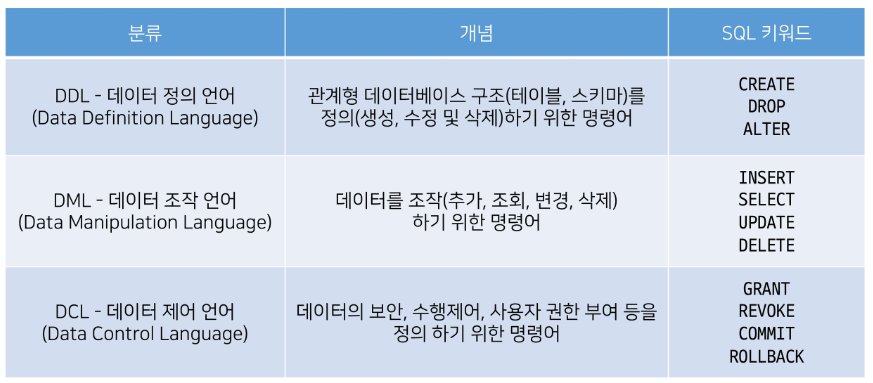 분류
개념
SQL 키워드
DDL - 데이터 정의 언어
(Data Definition Language)
관계형 데이터베이스 구조(테이블, 스키마)를
정의(생성, 수정 및 삭제)하기 위한 명령어
CREATE
DROP
ALTER
DML - 데이터 조작 언어
(Data Manipulation Language)
데이터를 조작(추가, 조회, 변경, 삭제)
하기 위한 명령어
INSERT
SELECT
UPDATE
DELETE
DCL - 데이터 제어 언어
(Data Control Language)
데이터의 보안, 수행제어, 사용자 권한 부여 등을
정의 하기 위한 명령어
GRANT
REVOKE
COMMIT
ROLLBACK